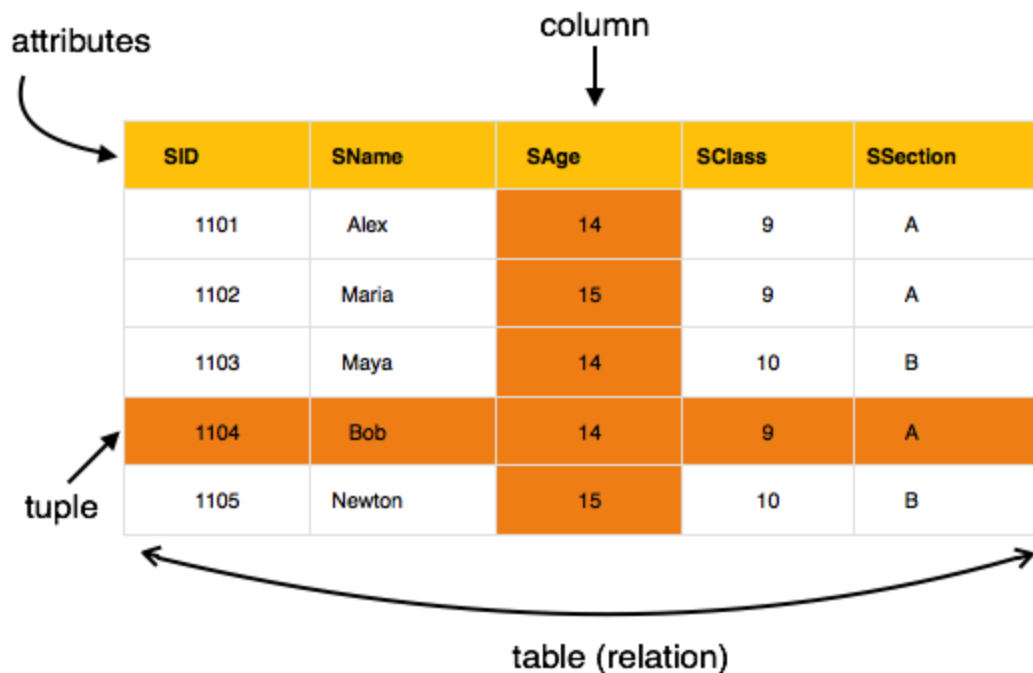 column
attributes
SID SName SAge SClass SSection
1101 Alex 14 9 A
1102 Maria 15 9 A
1103 Maya 14 10 B
1104 Bob 14 9 A
tuple
1105 Newton 15 10 B
table (relation)